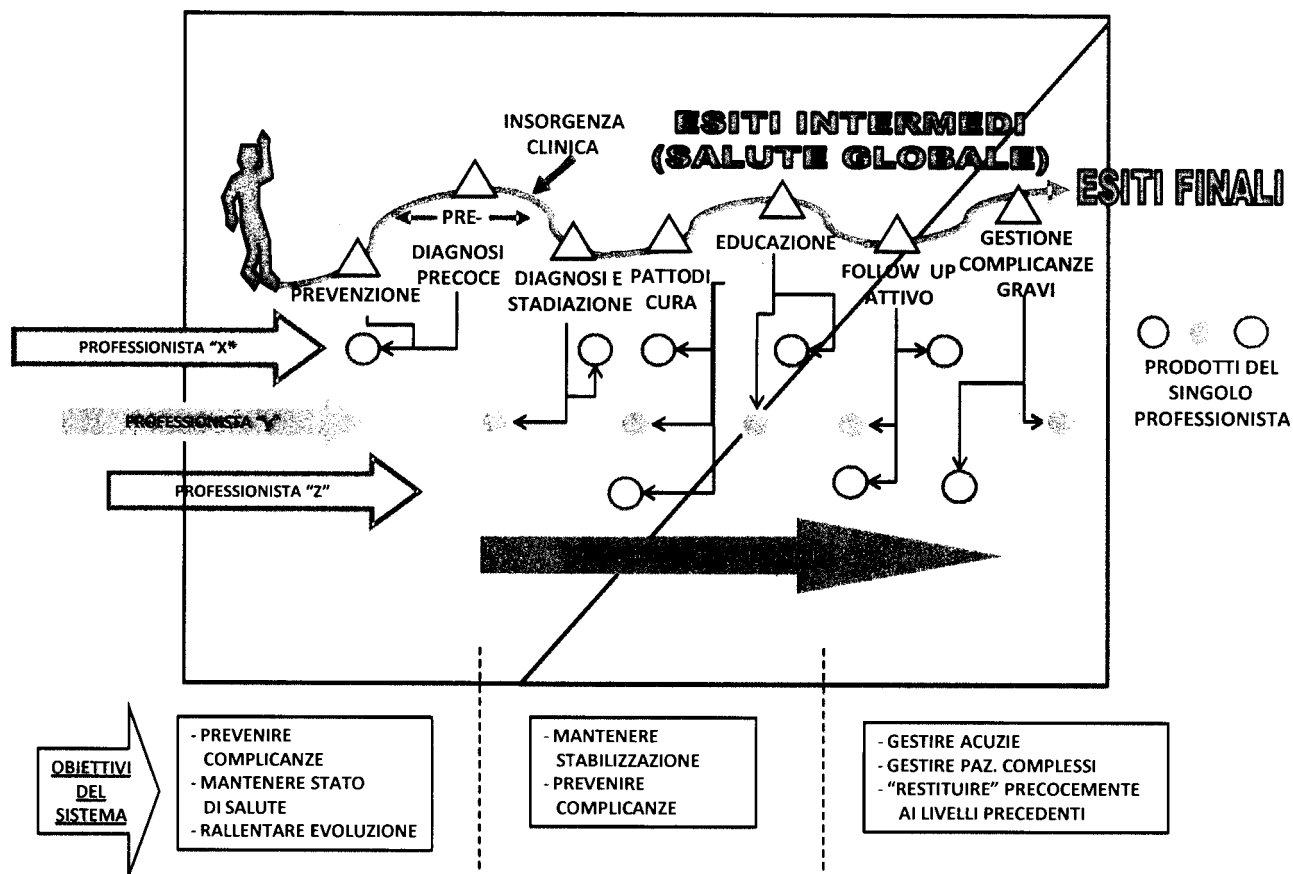 INSORGENZA
CLINICA
ESITI INTERMEDI
(SALUTE GLOBALE)
ESITI FINALI
PRE-
DIAGNOSI
PRECOCE
PREVENZIONE
DIAGNOSI E
STADIAZIONE
PATTODI
CURA
EDUCAZIONE
FOLLOW UP
ATTIVO
GESTIONE
COMPLICANZE
GRAVI
PROFESSIONISTA "X"
PROFESSIONISTA "Y"
PROFESSIONISTA "Z"
PRODOTTI DEL
SINGOLO
PROFESSIONISTA
OBIETTIVI
DEL
SISTEMA
- PREVENIRE
COMPLICANZE
- MANTENERE STATO
DI SALUTE
- RALLENTARE EVOLUZIONE
- MANTENERE
STABILIZZAZIONE
- PREVENIRE
COMPLICANZE
- GESTIRE ACUZIE
- GESTIRE PAZ. COMPLESSI
- "RESTITUIRE" PRECOCEMENTE
AI LIVELLI PRECEDENTI